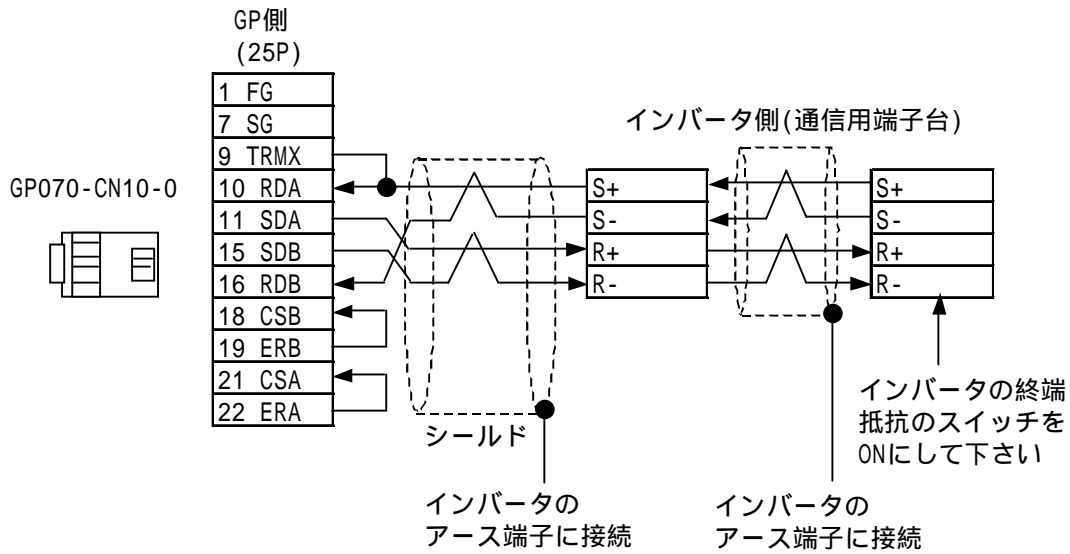 GP側
(25P)
1 FG
7 SG
9 TRMX
10 RDA
11 SDA
15 SDB
16 RDB
18 CSB
19 ERB
21 CSA
22 ERA
GP070-CN10-0
シールド
インバータ側(通信用端子台)
S+
S-
R+
R-
S+
S-
R+
R-
インバータの
アース端子に接続
インバータの
アース端子に接続
インバータの終端
抵抗のスイッチを
ONにして下さい